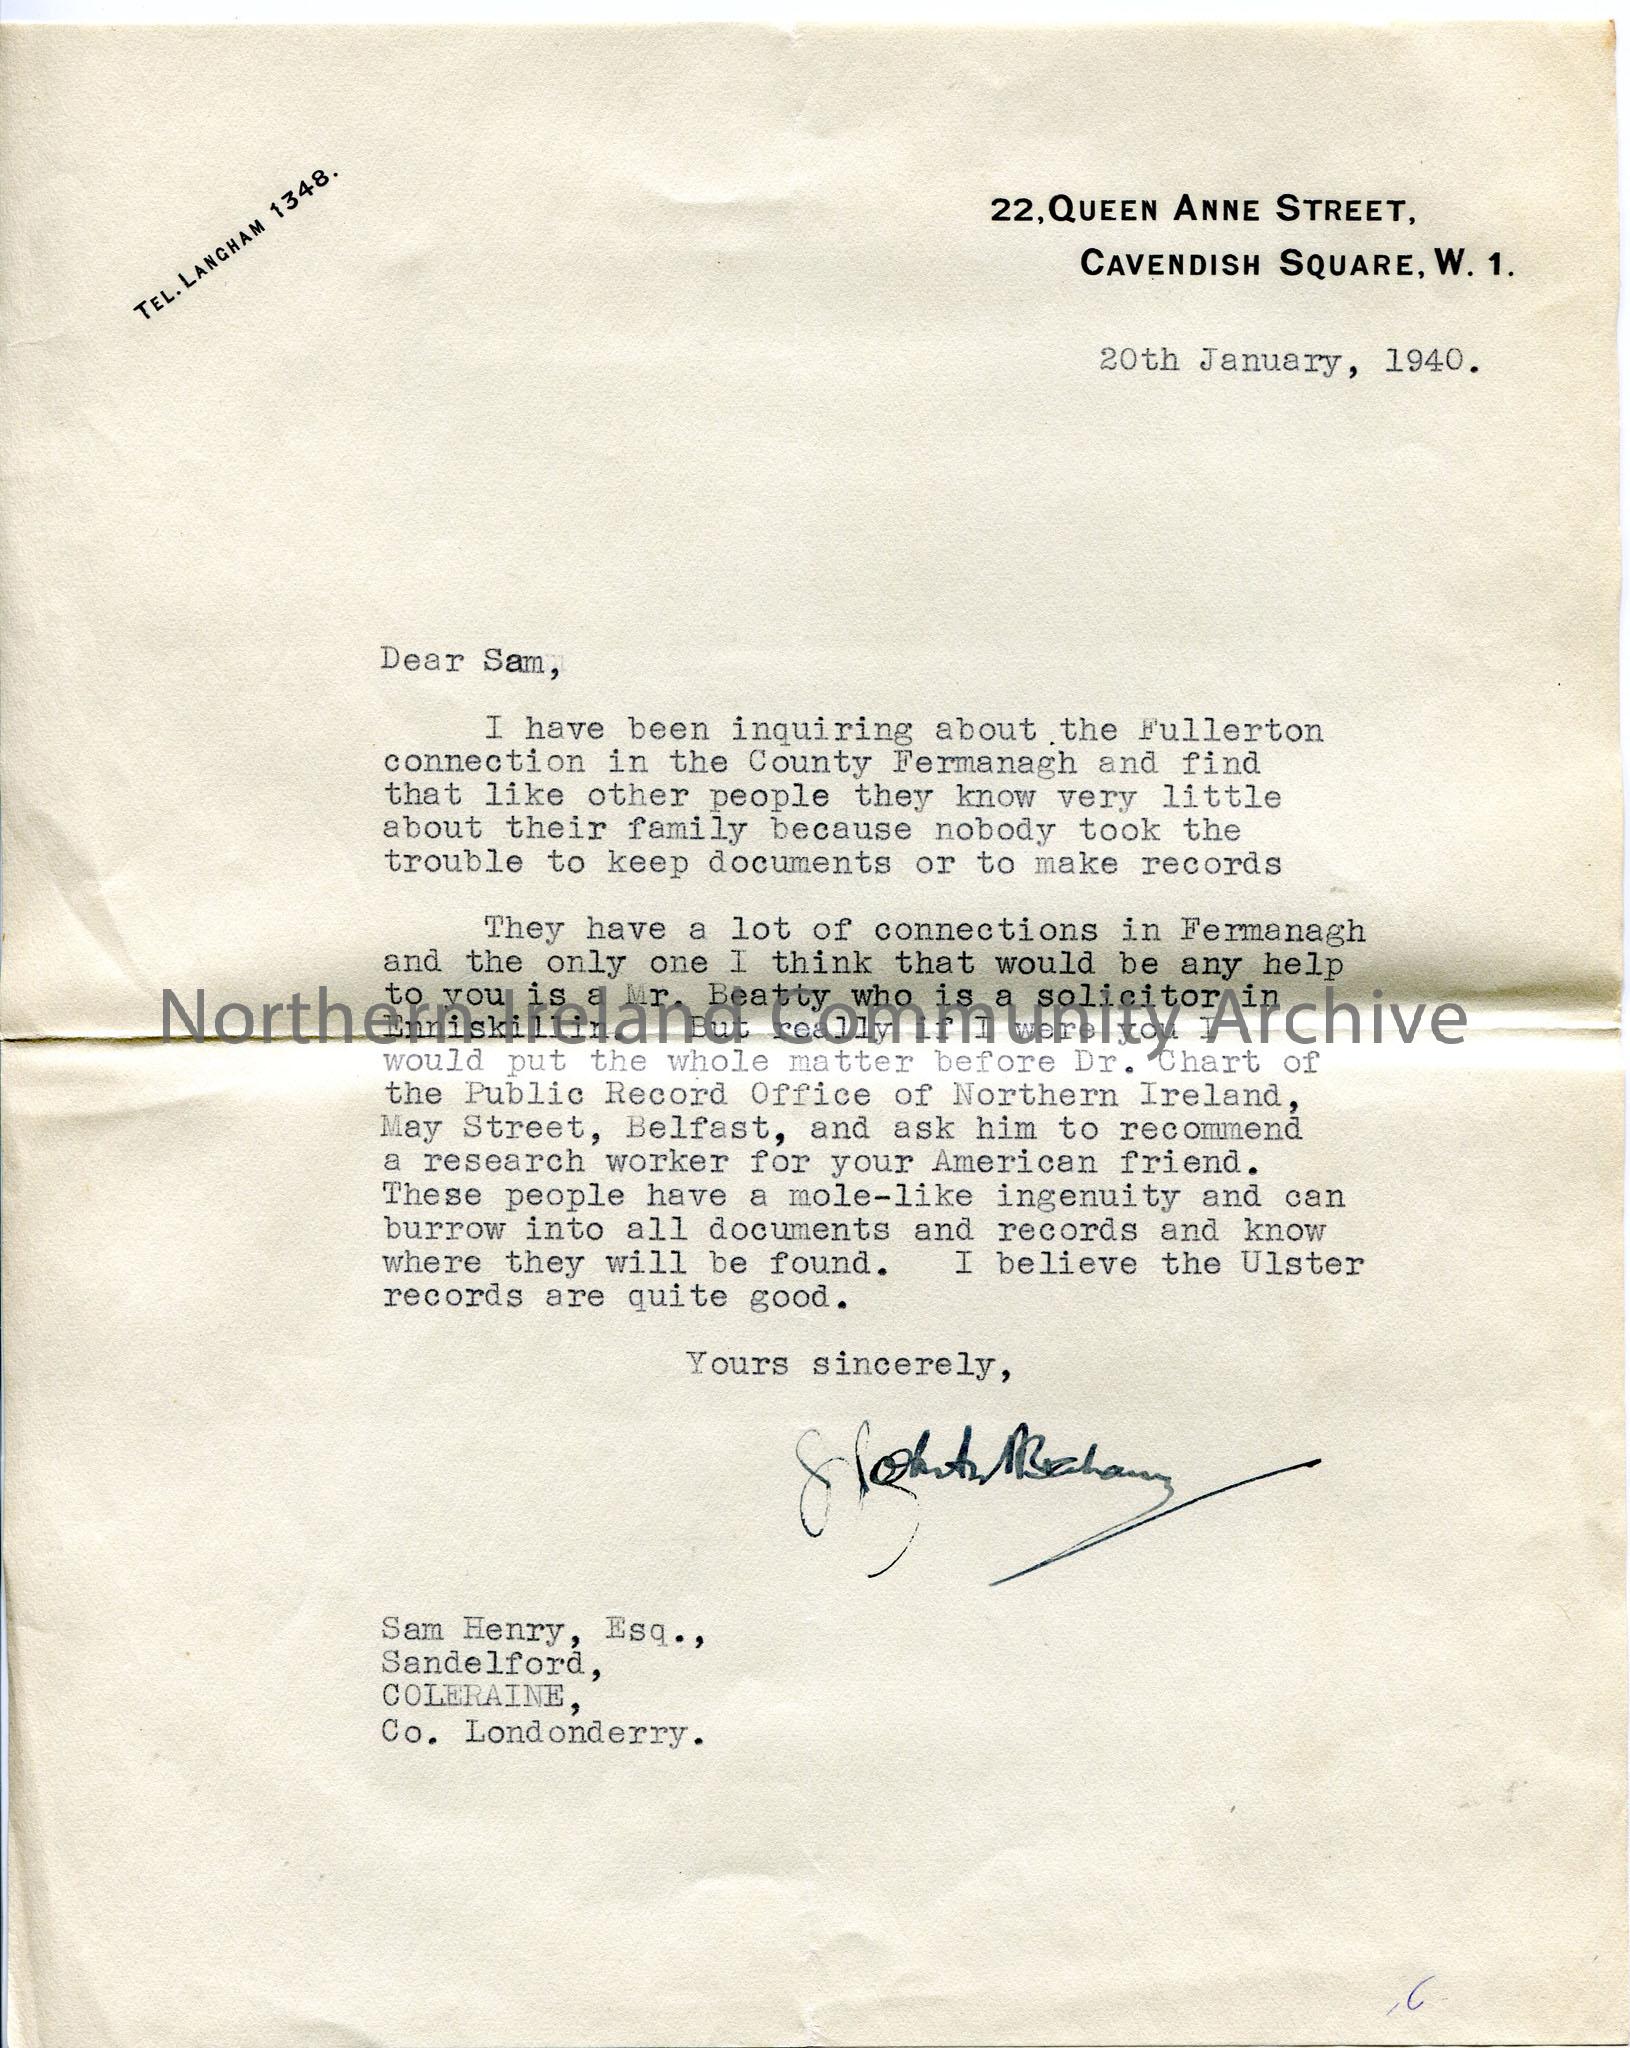 TEL. LANGHAM 1348.
22, QUEEN ANNE STREET,
CAVENDISH SQUARE, W. 1.
20th January, 1940.
Dear Sam,
I have been inquiring about the Fullerton
connection in the County Fermanagh and find
that like other people they know very little
about their family because nobody took the
trouble to keep documents or to make records
They have a lot of connections in Fermanagh
and the only one I think that would be any help
to you is a Mr. Beatty who is a solicitor in
Enniskillin. But really if I were you I
Northern Ireland Community Archive
would put the whole matter before Dr. Chart of
the Public Record Office of Northern Ireland,
May Street, Belfast, and ask him to recommend
a research worker for your American friend.
These people have a mole-like ingenuity and can
burrow into all documents and records and know
where they will be found. I believe the Ulster
records are quite good.
Yours sincerely,
Sam Henry, Esq.,
Sandelford,
COLERAINE,
Co. Londonderry.